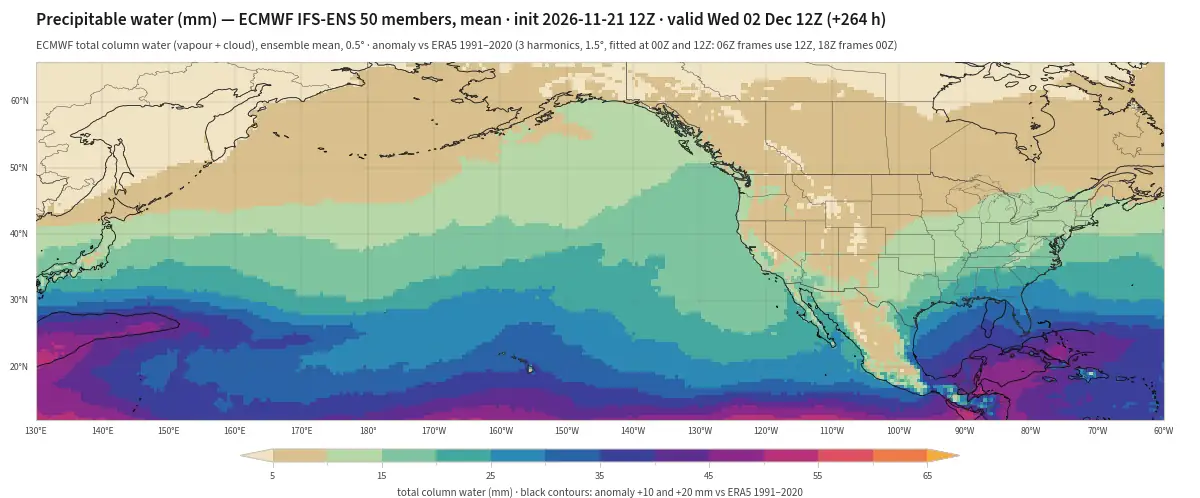 Precipitable water (mm) — ECMWF IFS-ENS 50 members, mean · init 2026-11-21 12Z · valid Wed 02 Dec 12Z (+264 h)
ECMWF total column water (vapour + cloud), ensemble mean, 0.5° · anomaly vs ERA5 1991–2020 (3 harmonics, 1.5°, fitted at 00Z and 12Z: 06Z frames use 12Z, 18Z frames 00Z)
60°N
50°N
40°N
30°N
20°N
130°E 140°E 150°E 160°E 170°E 180° 170°W 160°W 150°W 140°W 130°W 120°W 110°W 100°W 90°W 80°W 70°W 60°W
5 15 25 35 45 55 65
total column water (mm) · black contours: anomaly +10 and +20 mm vs ERA5 1991–2020